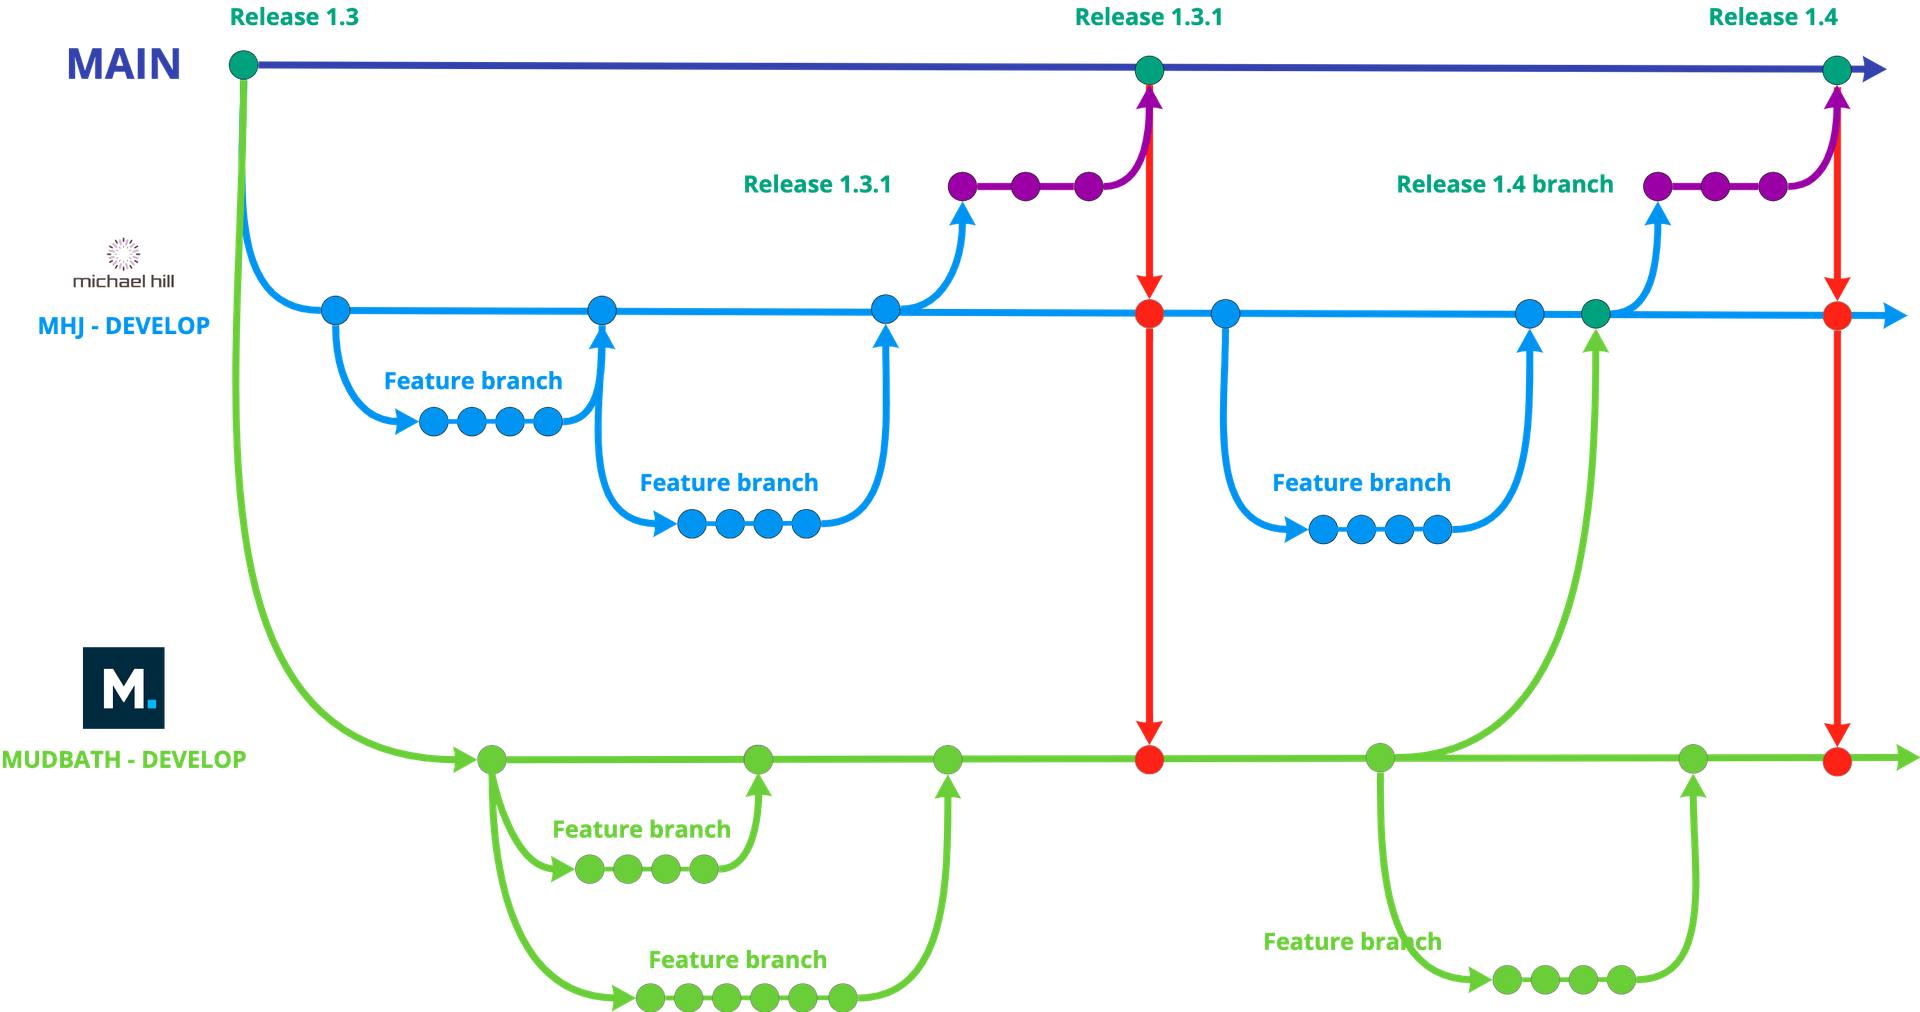 Release 1.3
Release 1.3.1
Release 1.4
MAIN
Release 1.3.1
Release 1.4 branch
michael hill
MHJ - DEVELOP
Feature branch
Feature branch
Feature branch
M.
MUDBATH - DEVELOP
Feature branch
Feature branch
Feature branch